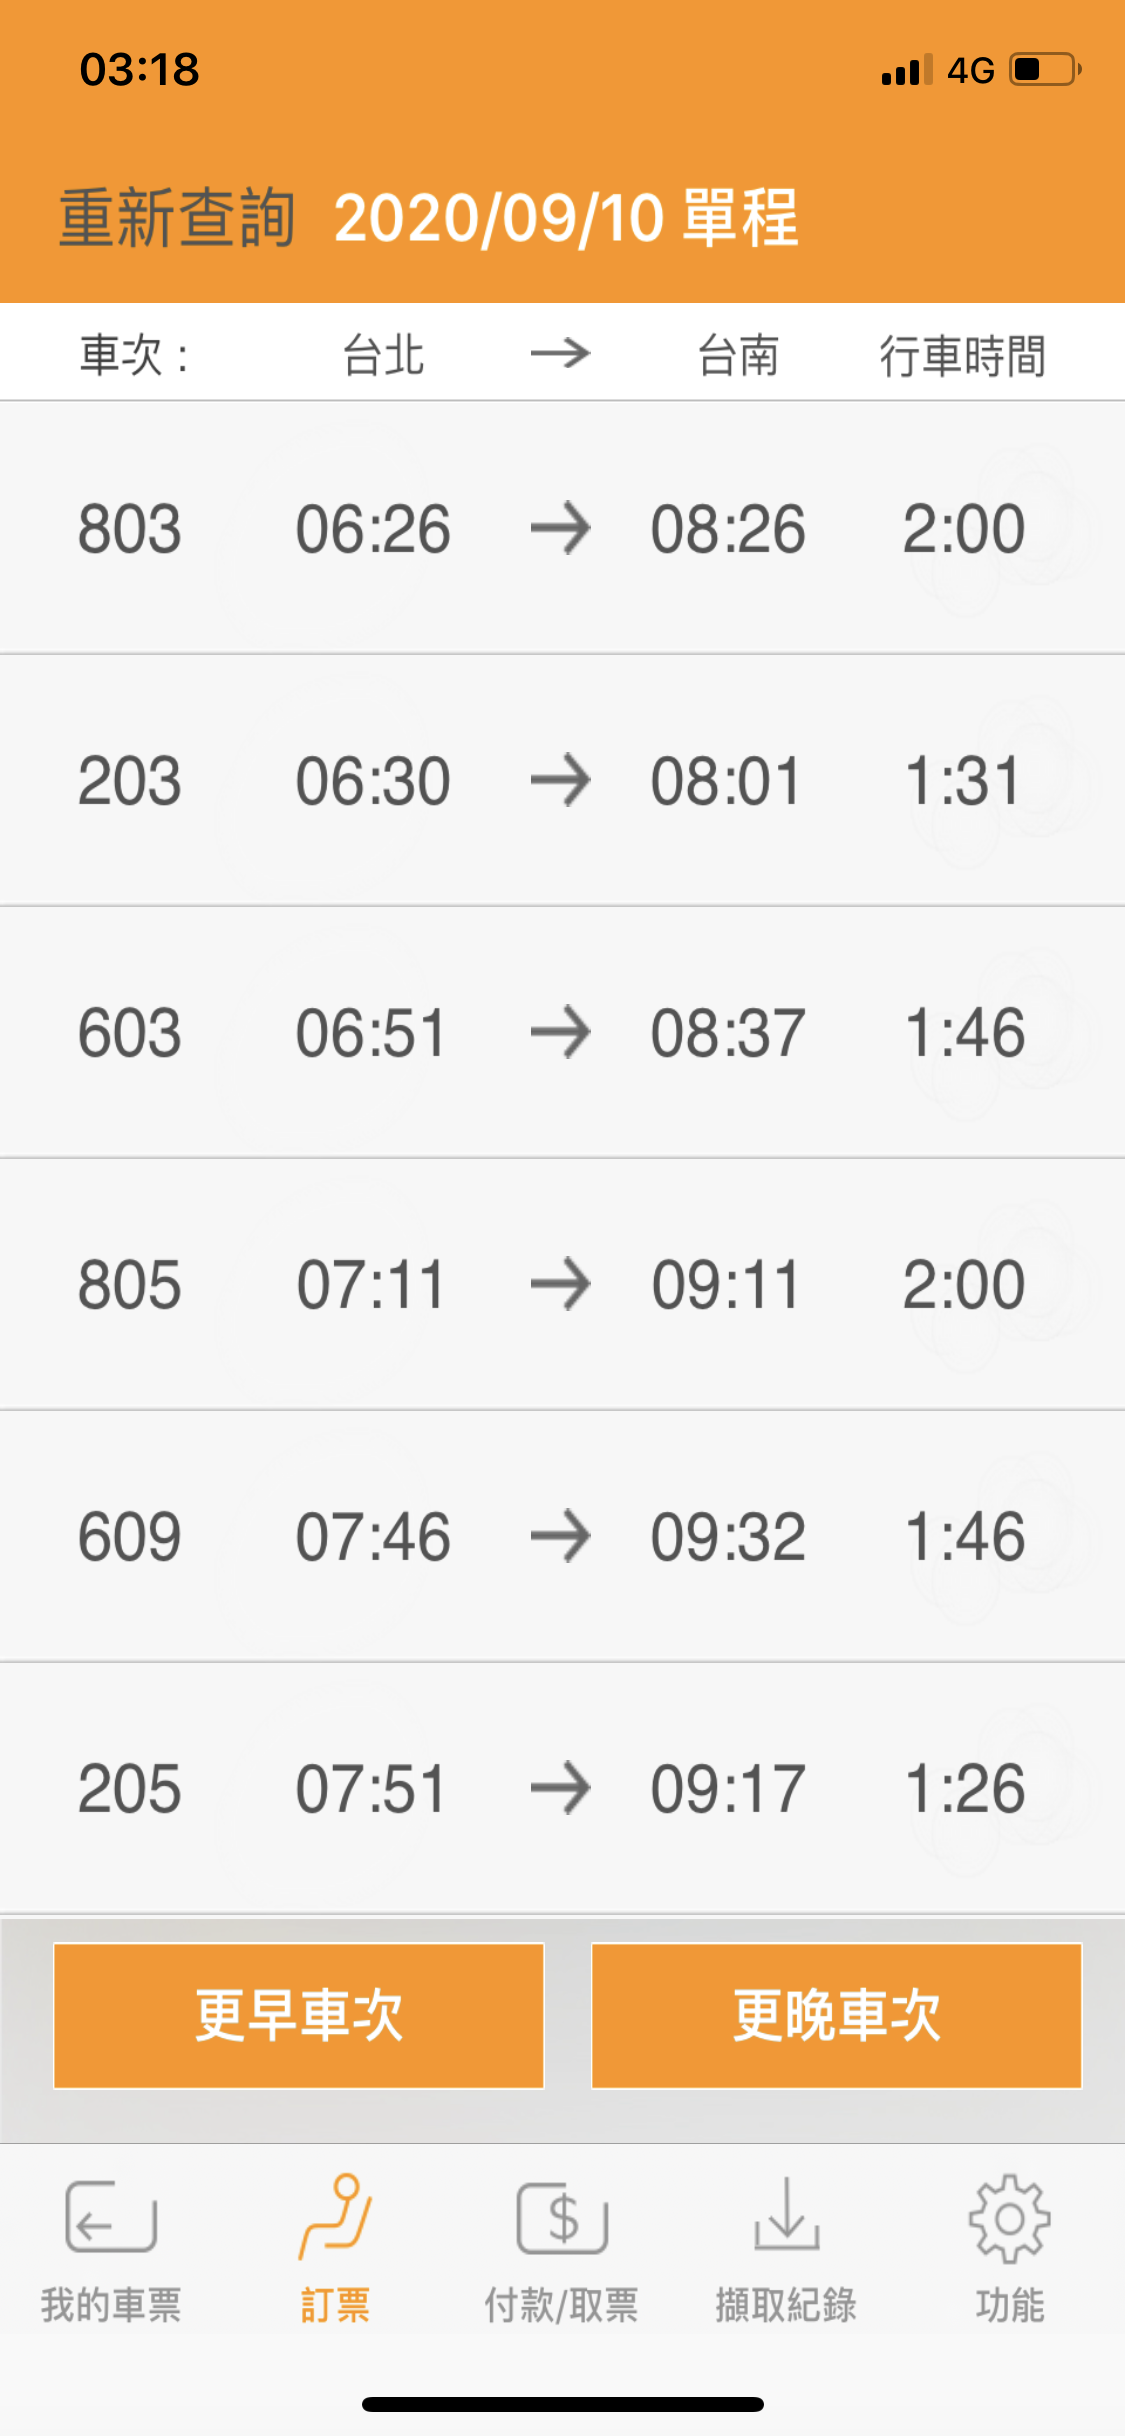 03:18 4G
重新查詢 2020/09/10 單程
車次： 台北 → 台南 行車時間
803 06:26 → 08:26 2:00
203 06:30 → 08:01 1:31
603 06:51 → 08:37 1:46
805 07:11 → 09:11 2:00
609 07:46 → 09:32 1:46
205 07:51 → 09:17 1:26
更早車次 更晚車次
我的車票 訂票 付款/取票 擷取紀錄 功能